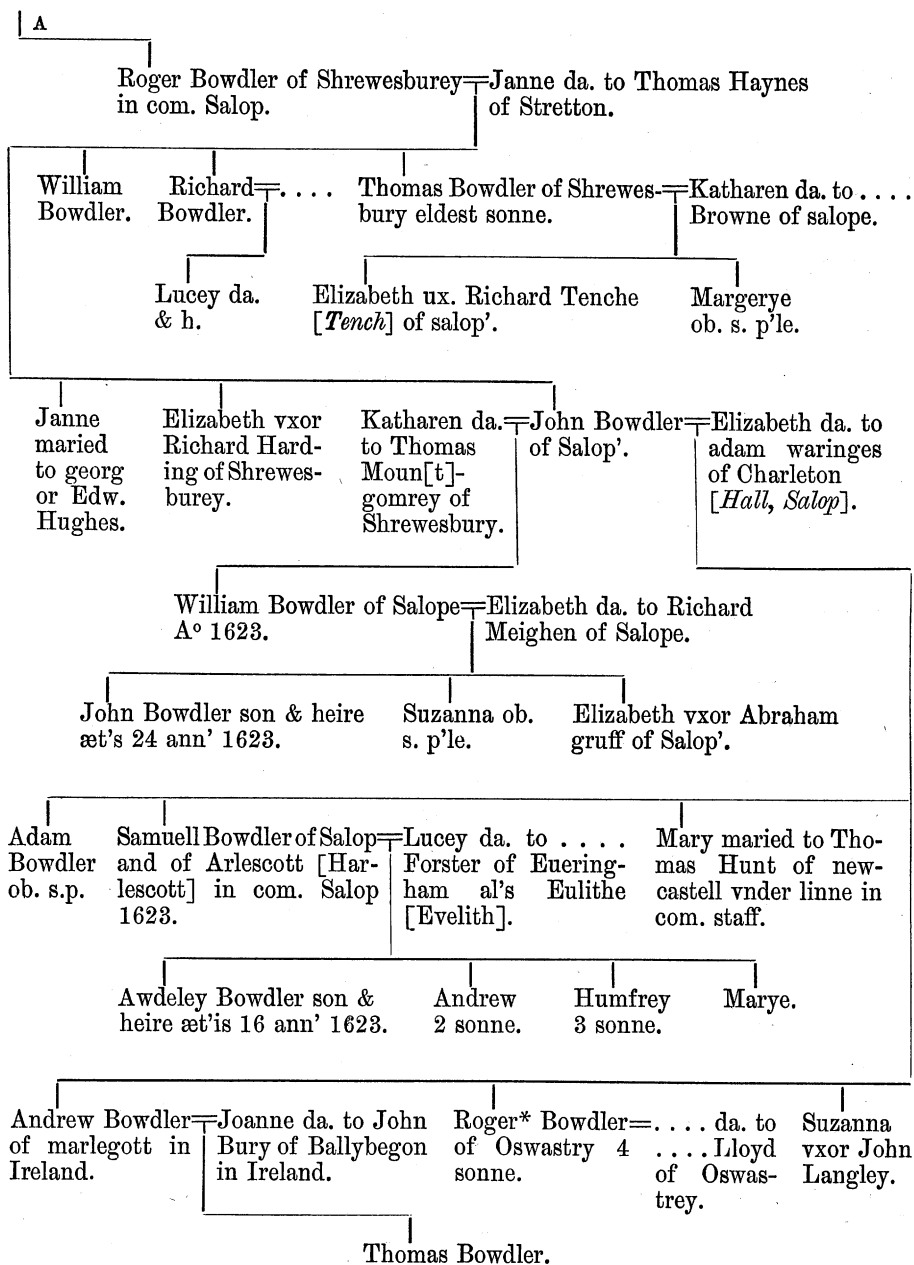 A
Roger Bowdler of Shrewesburey=Janne da. to Thomas Haynes
in com. Salop. of Stretton.
William
Bowdler.
Richard=. . . .
Bowdler.
Thomas Bowdler of Shrewes-
bury eldest sonne.
=Katharen da. to . . . .
Browne of salope.
Lucey da.
& h.
Elizabeth ux. Richard Tenche
[Tench] of salop'.
Margerye
ob. s. p'le.
Janne
maried
to georg
or Edw.
Hughes.
Elizabeth vxor
Richard Hard-
ing of Shrewes-
burey.
Katharen da.
to Thomas
Moun[t]-
gomrey of
Shrewesbury.
=John Bowdler=
of Salop'.
Elizabeth da. to
adam waringes
of Charleton
[Hall, Salop].
William Bowdler of Salope=Elizabeth da. to Richard
Aº 1623. Meighen of Salope.
John Bowdler son & heire
æt's 24 ann' 1623.
Suzanna ob.
s. p'le.
Elizabeth vxor Abraham
gruff of Salop'.
Adam
Bowdler
ob. s.p.
Samuell Bowdler of Salop=
and of Arlescott [Har-
lescott] in com. Salop
1623.
Lucey da. to . . . .
Forster of Euering-
ham al's Eulithe
[Evelith].
Mary maried to Tho-
mas Hunt of new-
castell vnder linne in
com. staff.
Awdeley Bowdler son &
heire æt'is 16 ann' 1623.
Andrew
2 sonne.
Humfrey
3 sonne.
Marye.
Andrew Bowdler=
of marlegott in
Ireland.
Joanne da. to John
Bury of Ballybegon
in Ireland.
Roger* Bowdler=
of Oswastry 4
sonne.
. . . . da. to
. . . . Lloyd
of Oswas-
trey.
Suzanna
vxor John
Langley.
Thomas Bowdler.